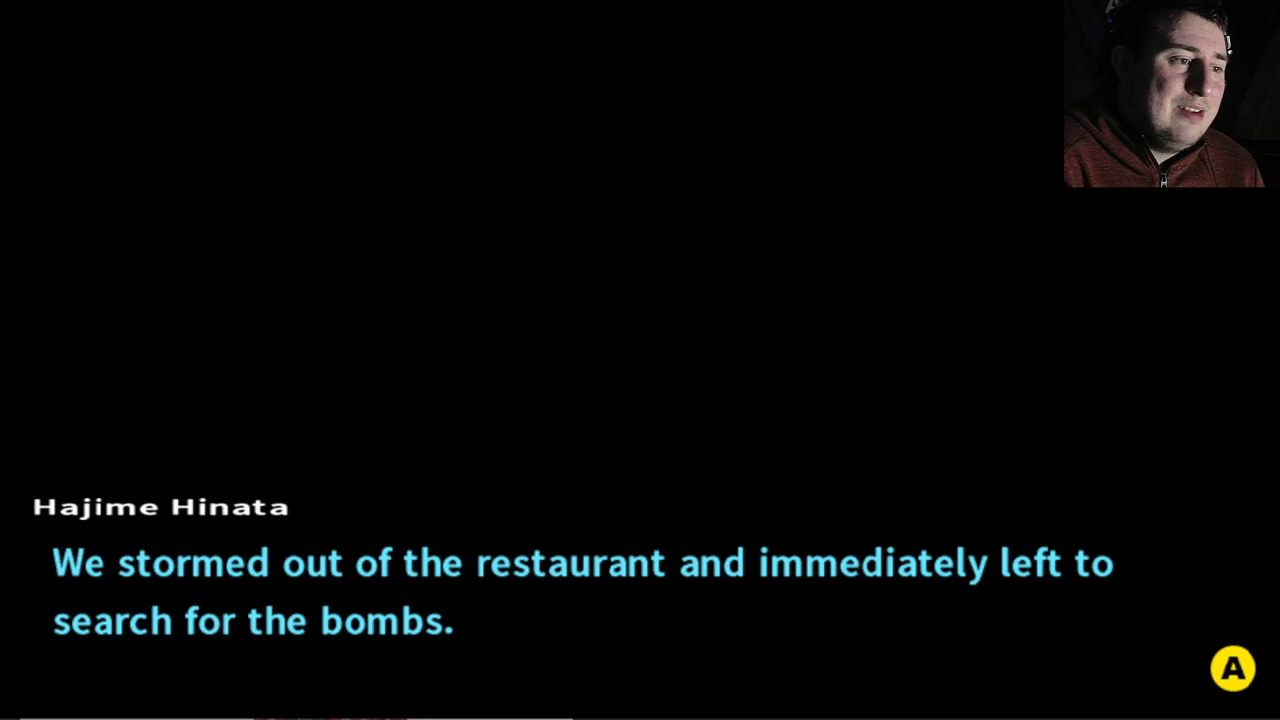 Hajime Hinata
We stormed out of the restaurant and immediately left to
search for the bombs.
A